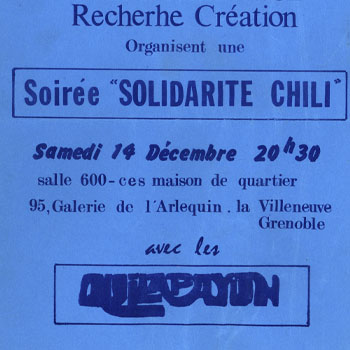 Recherhe Création
Organisent une
Soirée "SOLIDARITE CHILI"
Samedi 14 Décembre 20h30
salle 600-ces maison de quartier
95, Galerie de l'Arlequin. la Villeneuve
Grenoble
avec les
QUILAPAYUN